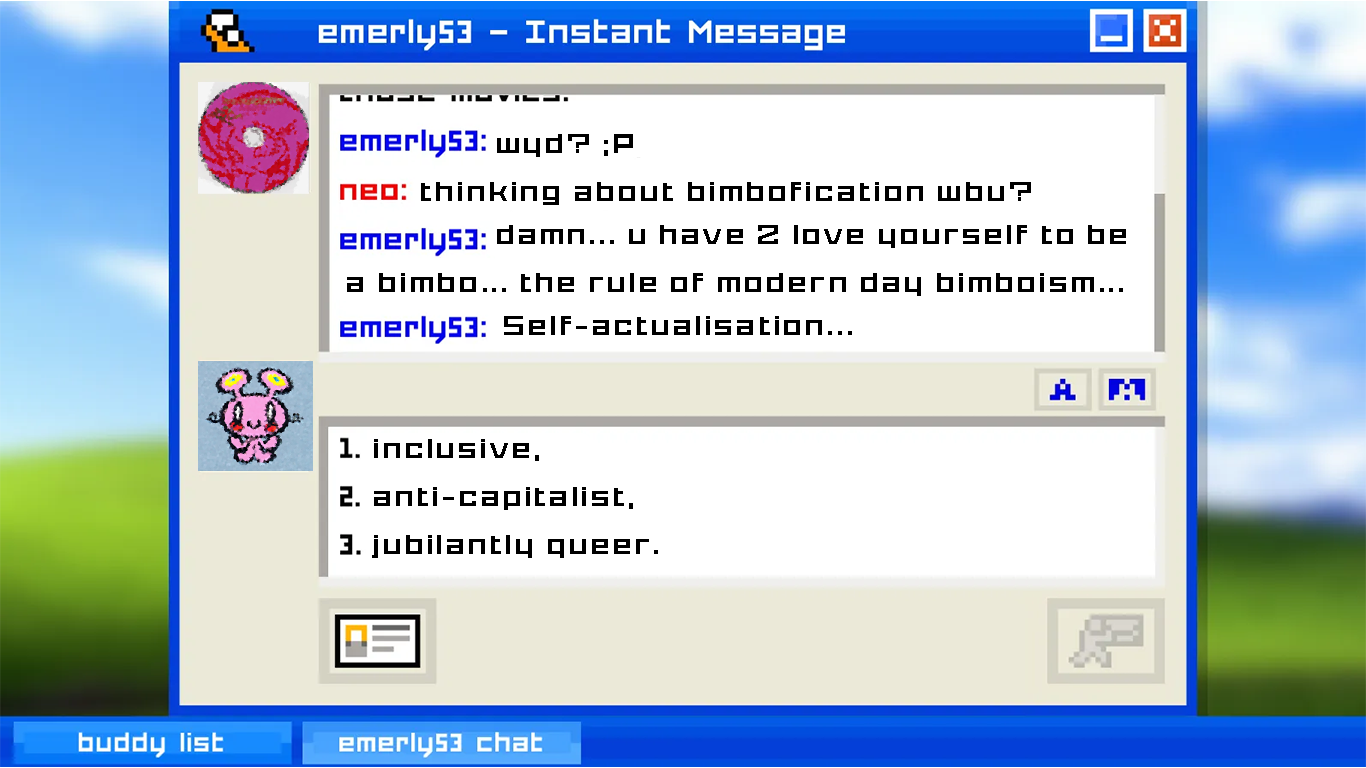 emerly53 - Instant Message
those movies.
emerly53: wyd? ;P
neo: thinking about bimbofication wbu?
emerly53: damn... u have 2 love yourself to be
a bimbo... the rule of modern day bimboism...
emerly53: Self-actualisation...
A M
1. inclusive,
2. anti-capitalist,
3. jubilantly queer.
buddy list
emerly53 chat